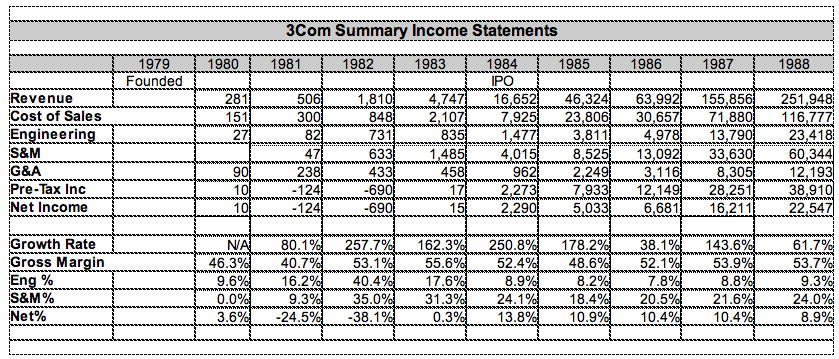 3Com Summary Income Statements
1979 1980 1981 1982 1983 1984 1985 1986 1987 1988
Founded IPO
Revenue 281 506 1,810 4,747 16,652 46,324 63,992 155,856 251,948
Cost of Sales 151 300 848 2,107 7,925 23,806 30,657 71,880 116,777
Engineering 27 82 731 835 1,477 3,811 4,978 13,790 23,418
S&M 47 633 1,485 4,015 8,525 13,092 33,630 60,344
G&A 90 238 433 458 962 2,249 3,116 8,305 12,193
Pre-Tax Inc 10 -124 -690 17 2,273 7,933 12,149 28,251 38,910
Net Income 10 -124 -690 15 2,290 5,033 6,681 16,211 22,547
Growth Rate N/A 80.1% 257.7% 162.3% 250.8% 178.2% 38.1% 143.6% 61.7%
Gross Margin 46.3% 40.7% 53.1% 55.6% 52.4% 48.6% 52.1% 53.9% 53.7%
Eng % 9.6% 16.2% 40.4% 17.6% 8.9% 8.2% 7.8% 8.8% 9.3%
S&M% 0.0% 9.3% 35.0% 31.3% 24.1% 18.4% 20.5% 21.6% 24.0%
Net% 3.6% -24.5% -38.1% 0.3% 13.8% 10.9% 10.4% 10.4% 8.9%